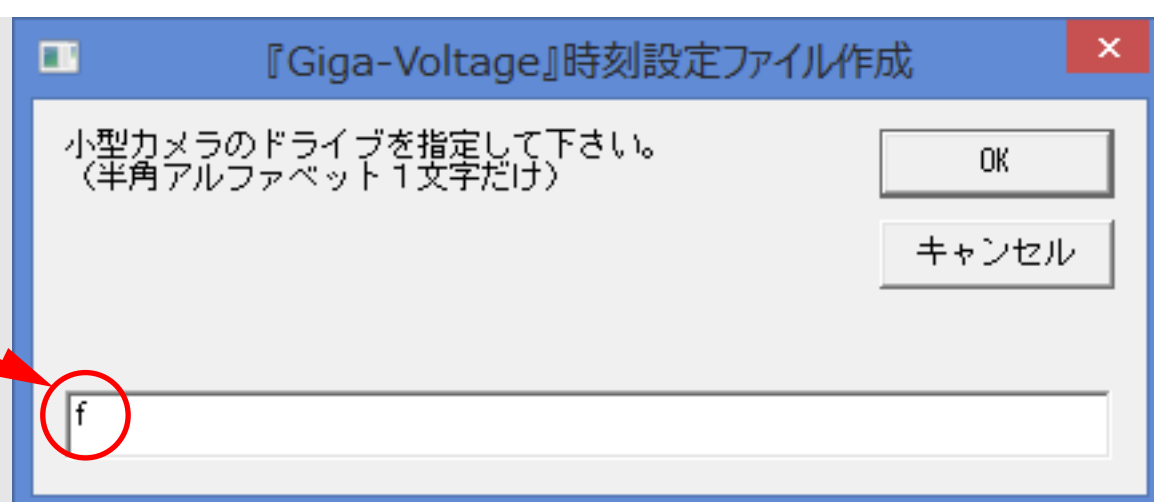 『Giga-Voltage』時刻設定ファイル作成
小型カメラのドライブを指定して下さい。
（半角アルファベット１文字だけ）
OK
キャンセル
f